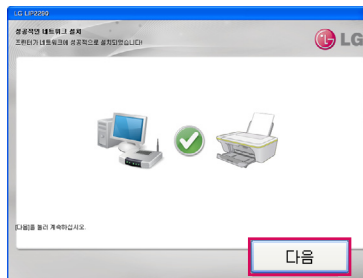 LG LIP2280
성공적인 네트워크 설치
프린터가 네트워크에 성공적으로 설치되었습니다!
LG
[다음]을 눌러 계속하십시오.
다음